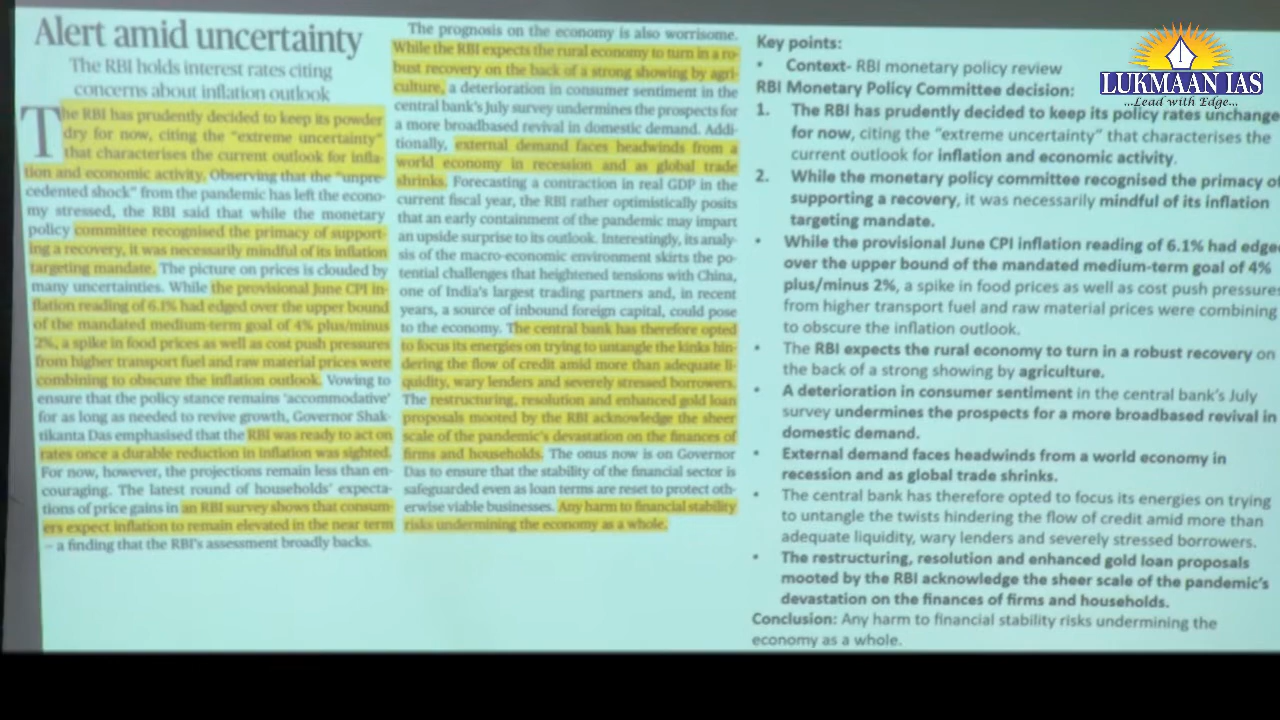 Alert amid uncertainty
The RBI holds interest rates citing
concerns about inflation outlook
The RBI has prudently decided to keep its powder
dry for now, citing the "extreme uncertainty"
that characterises the current outlook for infla-
tion and economic activity. Observing that the "unpre-
cedented shock" from the pandemic has left the econo-
my stressed, the RBI said that while the monetary
policy committee recognised the primacy of support-
ing a recovery, it was necessarily mindful of its inflation
targeting mandate. The picture on prices is clouded by
many uncertainties. While the provisional June CPI in-
flation reading of 6.1% had edged over the upper bound
of the mandated medium-term goal of 4% plus/minus
2%, a spike in food prices as well as cost push pressures
from higher transport fuel and raw material prices were
combining to obscure the inflation outlook. Vowing to
ensure that the policy stance remains 'accommodative'
for as long as needed to revive growth, Governor Shak-
tikanta Das emphasised that the RBI was ready to act on
rates once a durable reduction in inflation was sighted.
For now, however, the projections remain less than en-
couraging. The latest round of households' expecta-
tions of price gains in an RBI survey shows that consum-
ers expect inflation to remain elevated in the near term
– a finding that the RBI's assessment broadly backs.
The prognosis on the economy is also worrisome.
While the RBI expects the rural economy to turn in a ro-
bust recovery on the back of a strong showing by agri-
culture, a deterioration in consumer sentiment in the
central bank's July survey undermines the prospects for
a more broadbased revival in domestic demand. Addi-
tionally, external demand faces headwinds from a
world economy in recession and as global trade
shrinks. Forecasting a contraction in real GDP in the
current fiscal year, the RBI rather optimistically posits
that an early containment of the pandemic may impart
an upside surprise to its outlook. Interestingly, its analy-
sis of the macro-economic environment skirts the po-
tential challenges that heightened tensions with China,
one of India's largest trading partners and, in recent
years, a source of inbound foreign capital, could pose
to the economy. The central bank has therefore opted
to focus its energies on trying to untangle the kinks hin-
dering the flow of credit amid more than adequate li-
quidity, wary lenders and severely stressed borrowers.
The restructuring, resolution and enhanced gold loan
proposals mooted by the RBI acknowledge the sheer
scale of the pandemic's devastation on the finances of
firms and households. The onus now is on Governor
Das to ensure that the stability of the financial sector is
safeguarded even as loan terms are reset to protect oth-
erwise viable businesses. Any harm to financial stability
risks undermining the economy as a whole.
Key points:
• Context- RBI monetary policy review
RBI Monetary Policy Committee decision:
1. The RBI has prudently decided to keep its policy rates unchange
for now, citing the "extreme uncertainty" that characterises the
current outlook for inflation and economic activity.
2. While the monetary policy committee recognised the primacy of
supporting a recovery, it was necessarily mindful of its inflation
targeting mandate.
• While the provisional June CPI inflation reading of 6.1% had edge
over the upper bound of the mandated medium-term goal of 4%
plus/minus 2%, a spike in food prices as well as cost push pressures
from higher transport fuel and raw material prices were combining
to obscure the inflation outlook.
• The RBI expects the rural economy to turn in a robust recovery on
the back of a strong showing by agriculture.
• A deterioration in consumer sentiment in the central bank's July
survey undermines the prospects for a more broadbased revival in
domestic demand.
• External demand faces headwinds from a world economy in
recession and as global trade shrinks.
• The central bank has therefore opted to focus its energies on trying
to untangle the twists hindering the flow of credit amid more than
adequate liquidity, wary lenders and severely stressed borrowers.
• The restructuring, resolution and enhanced gold loan proposals
mooted by the RBI acknowledge the sheer scale of the pandemic's
devastation on the finances of firms and households.
Conclusion: Any harm to financial stability risks undermining the
economy as a whole.
LUKMAAN IAS
...Lead with Edge...